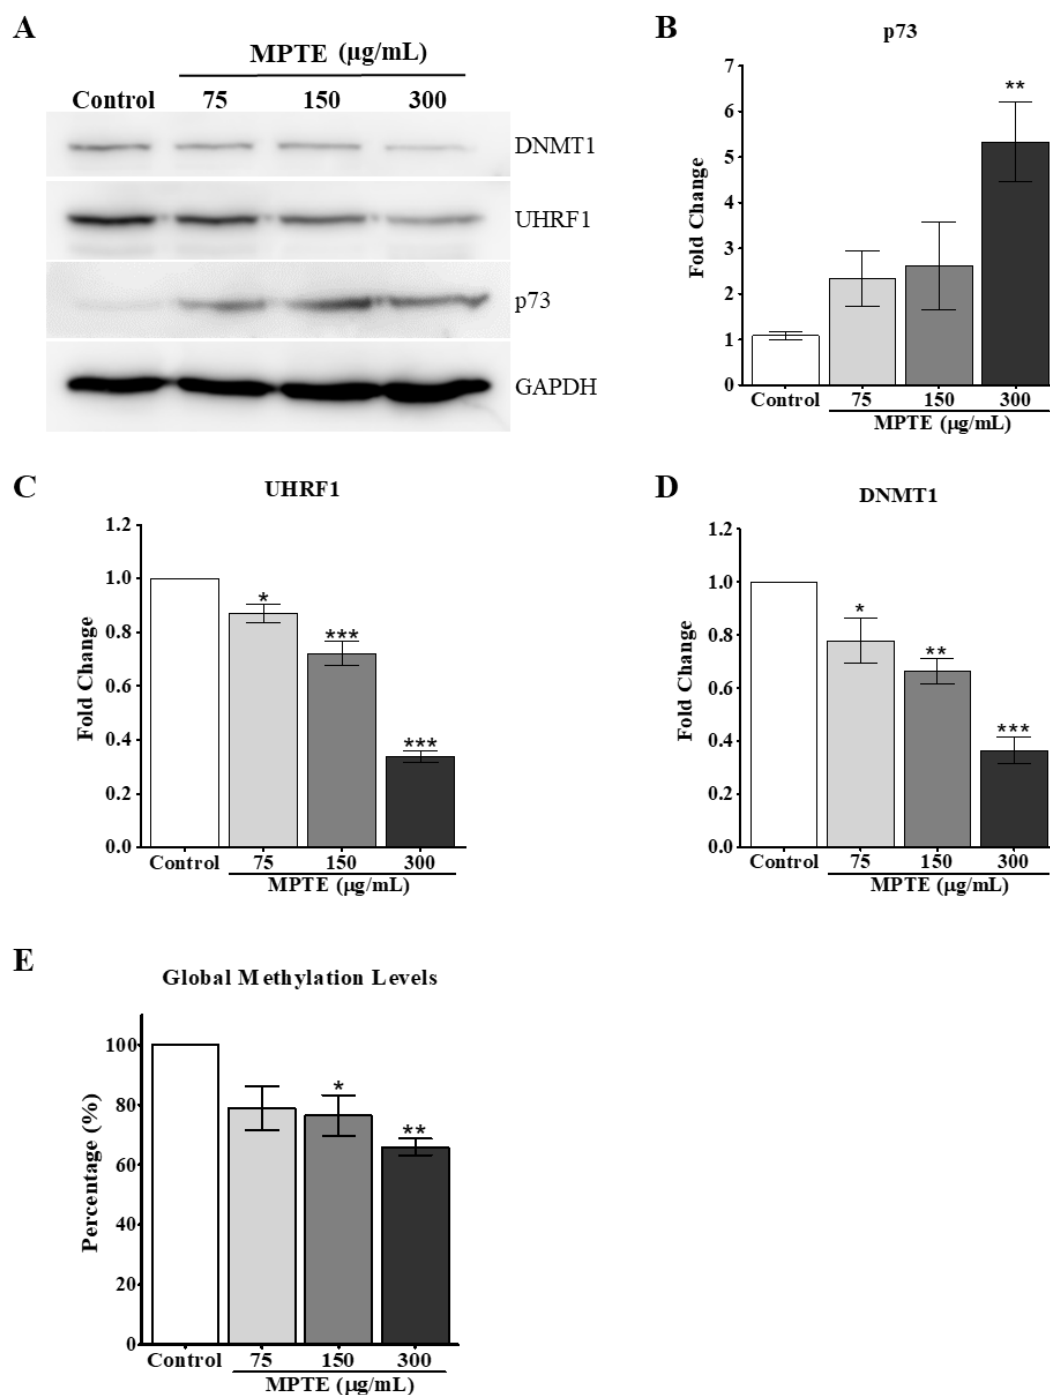 A
MPTE (µg/mL)
Control 75 150 300
DNMT1
UHRF1
p73
GAPDH
B
p73
Fold Change
7
6
5
4
3
2
1
0
**
Control 75 150 300
MPTE (µg/mL)
C
UHRF1
Fold Change
1.2
1.0
0.8
0.6
0.4
0.2
0.0
*
***
***
Control 75 150 300
MPTE (µg/mL)
D
DNMT1
Fold Change
1.2
1.0
0.8
0.6
0.4
0.2
0.0
*
**
***
Control 75 150 300
MPTE (µg/mL)
E
Global Methylation Levels
Percentage (%)
100
80
60
40
20
0
*
**
Control 75 150 300
MPTE (µg/mL)